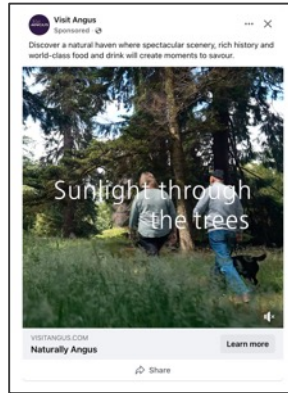 Visit Angus
Sponsored ·
Discover a natural haven where spectacular scenery, rich history and
world-class food and drink will create moments to savour.
Sunlight through
the trees
VISITANGUS.COM
Naturally Angus
Learn more
Share